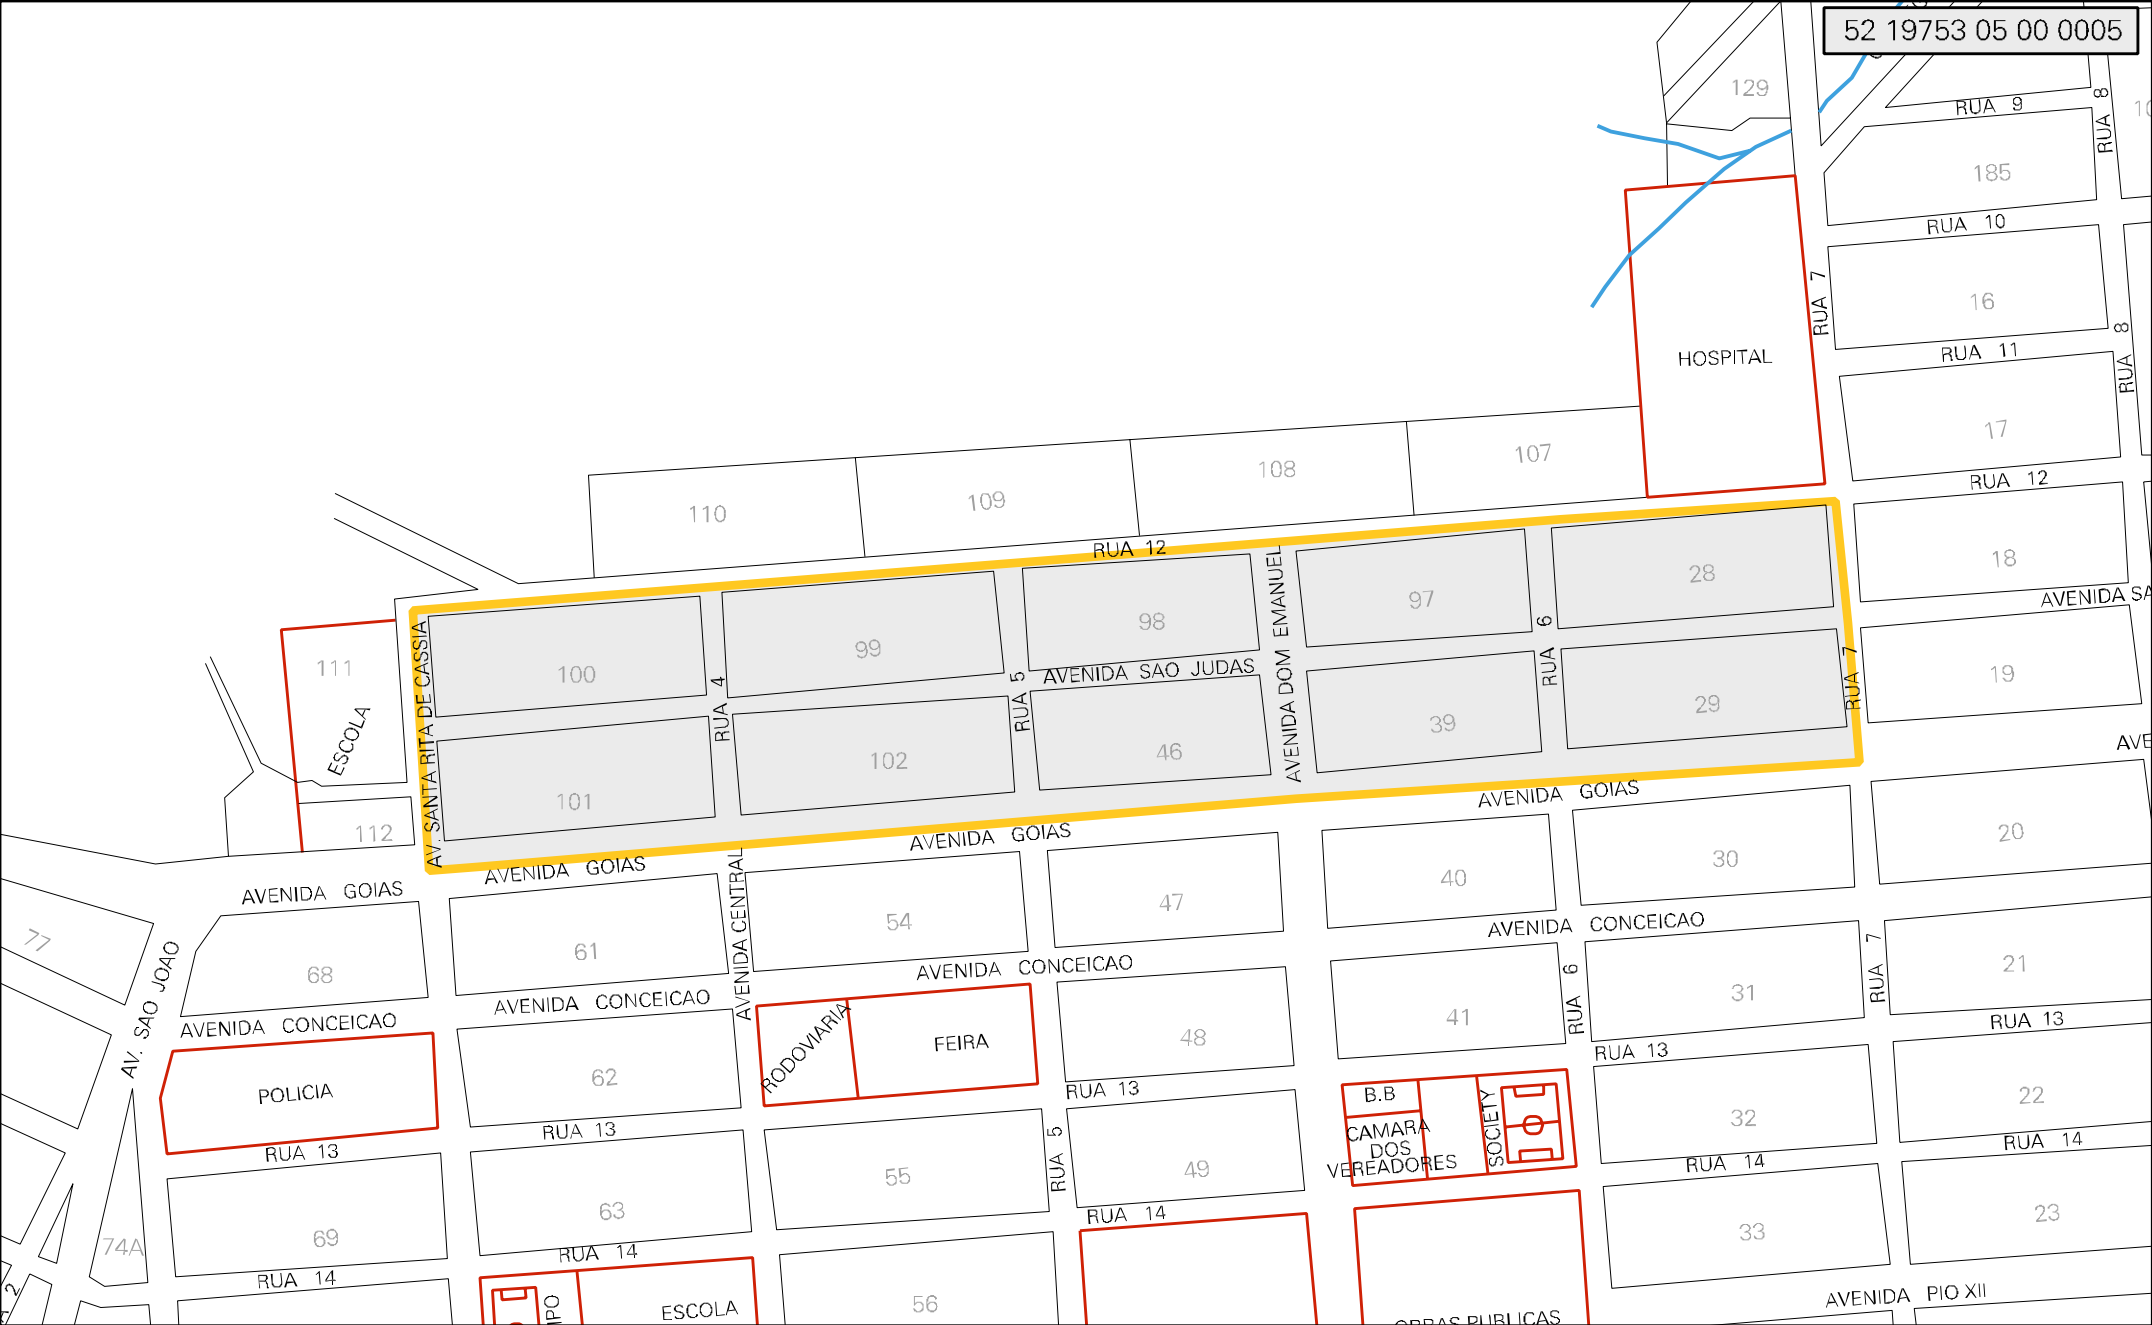 52 19753 05 00 0005
129
RUA 9
RUA 8
185
RUA 10
16
RUA 7
HOSPITAL
RUA 11
RUA 8
17
RUA 12
107
108
109
110
RUA 12
18
28
97
98
99
100
AVENIDA SA
111
ESCOLA
AV. SANTA RITA DE CASSIA
RUA 4
RUA 5
AVENIDA SAO JUDAS
AVENIDA DOM EMANUEL
RUA 6
RUA 7
19
29
39
46
102
101
112
AVE
AVENIDA GOIAS
AVENIDA GOIAS
AVENIDA GOIAS
AVENIDA GOIAS
20
30
40
47
54
61
68
77
AV. SAO JOAO
AVENIDA CENTRAL
AVENIDA CONCEICAO
AVENIDA CONCEICAO
AVENIDA CONCEICAO
AVENIDA CONCEICAO
RUA 6
RUA 7
21
31
41
48
RODOVIARIA
FEIRA
62
POLICIA
RUA 13
RUA 13
RUA 13
RUA 13
RUA 13
22
32
B.B
CAMARA
DOS
VEREADORES
SOCIETY
RUA 5
49
55
63
69
74A
RUA 14
RUA 14
RUA 14
RUA 14
RUA 14
23
33
56
ESCOLA
IPO
2
AVENIDA PIO XII
OBRAS PUBLICAS